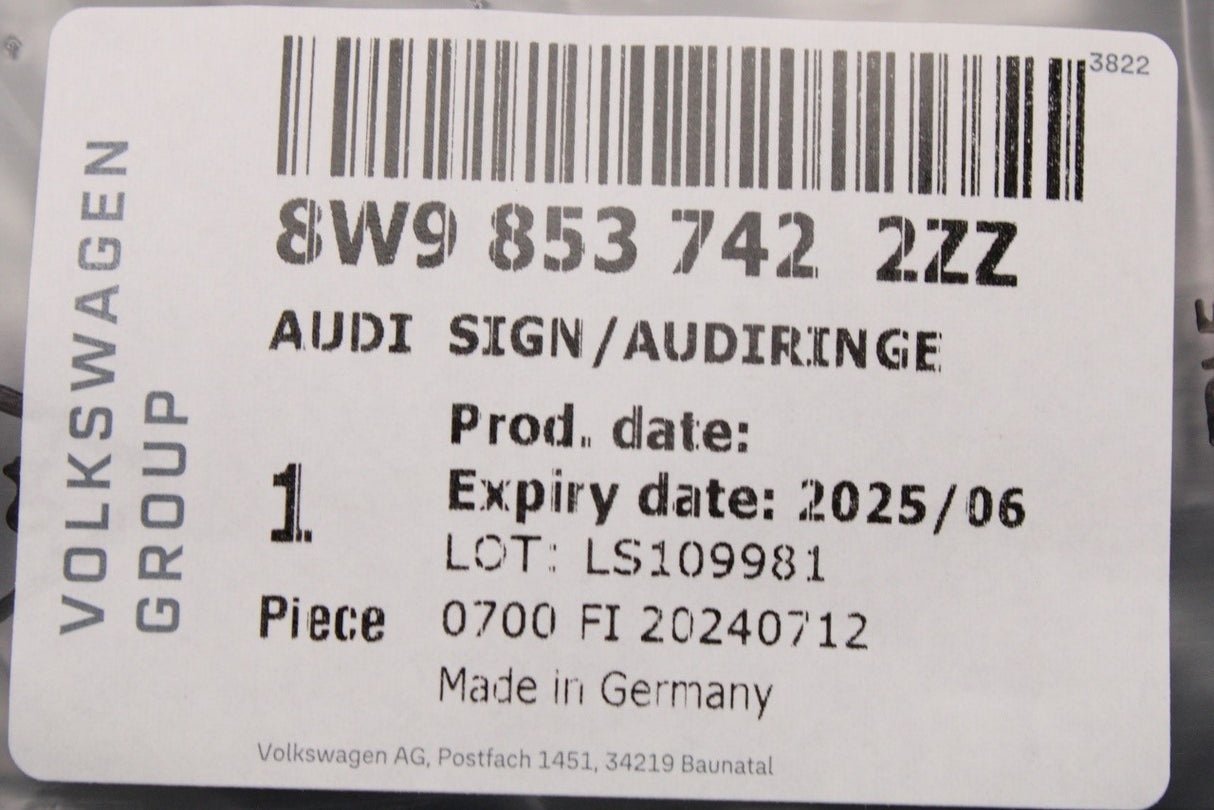 3822
8W9 853 742 2ZZ
AUDI SIGN/AUDIRINGE
Prod. date:
Expiry date: 2025/06
LOT: LS109981
1
Piece
0700 FI 20240712
Made in Germany
Volkswagen AG, Postfach 1451, 34219 Baunatal
VOLKSWAGEN
GROUP